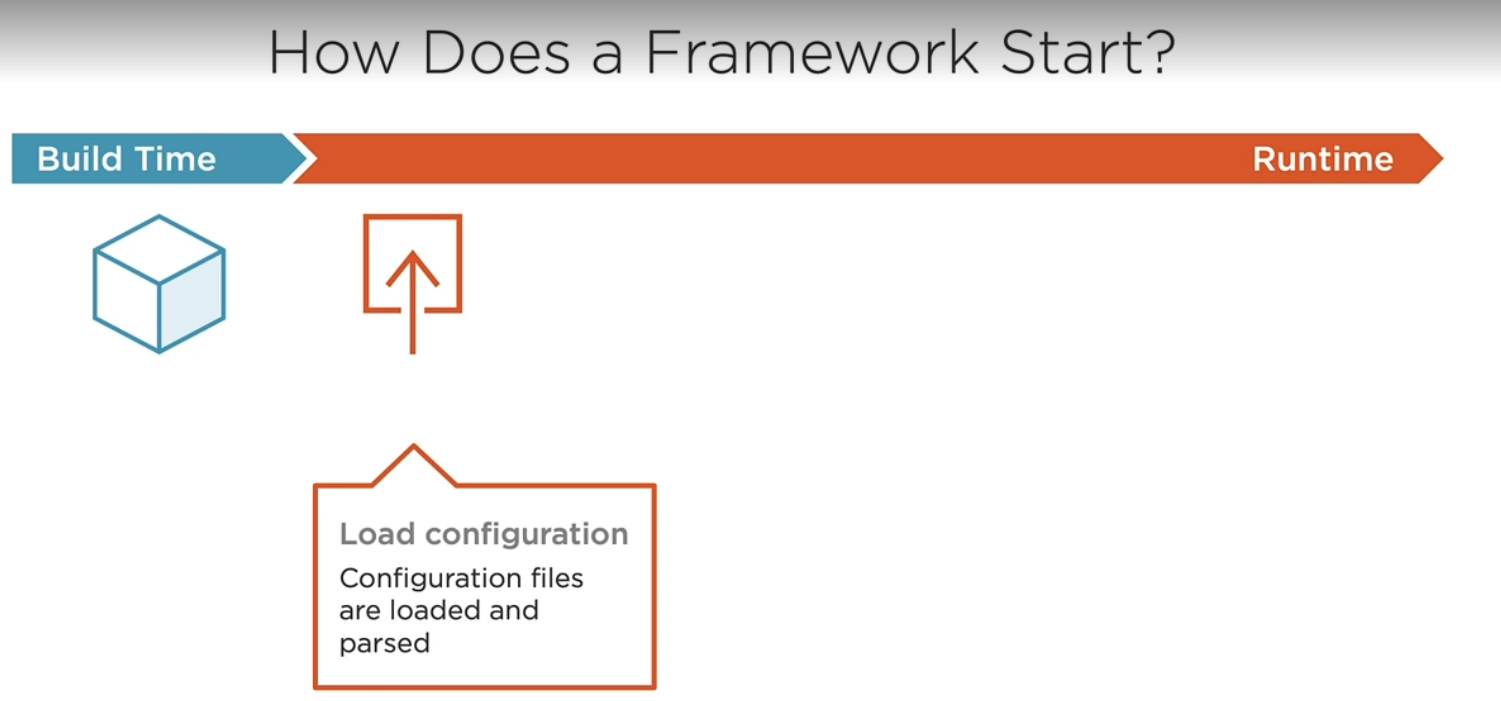 How Does a Framework Start?
Build Time
Runtime
Load configuration
Configuration files
are loaded and
parsed